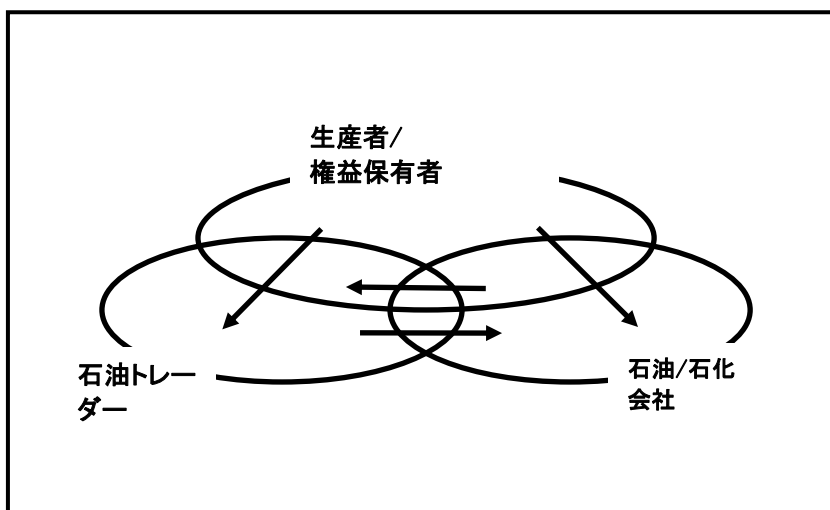 生産者/
権益保有者
石油トレー
ダー
石油/石化
会社